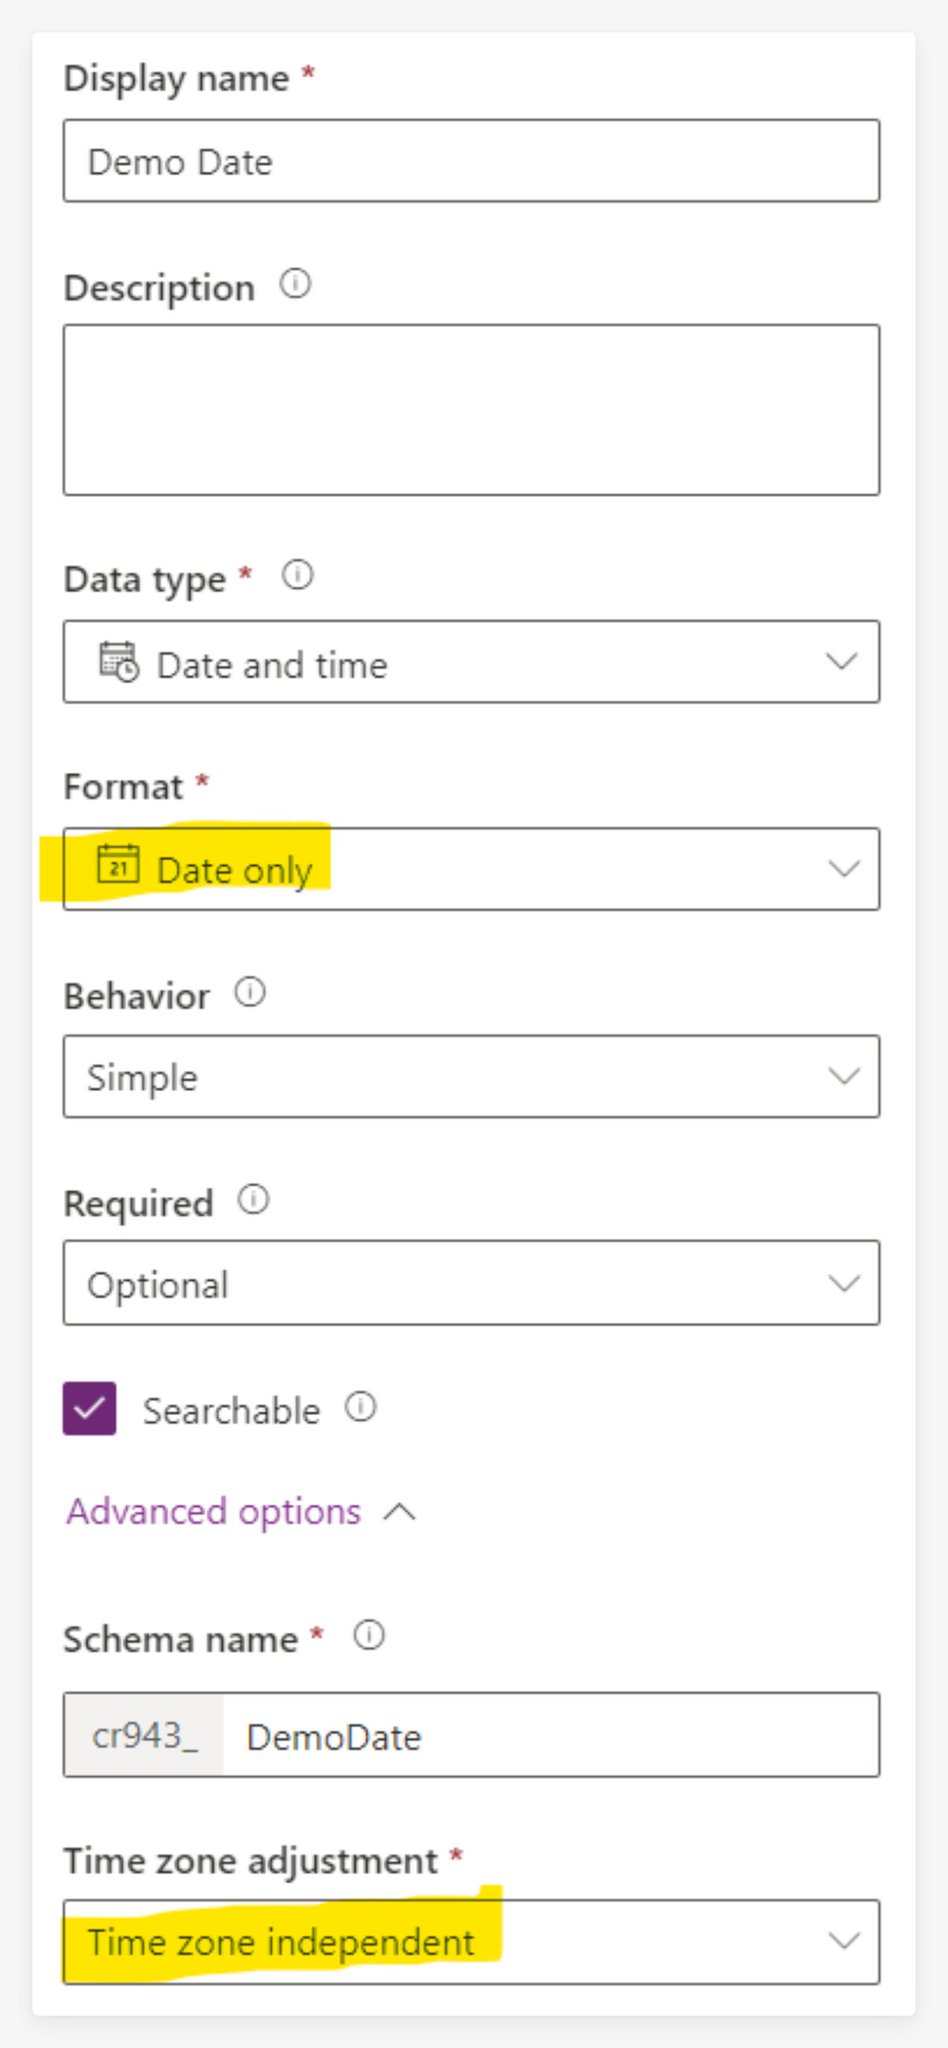 Display name *
Demo Date
Description
Data type *
Date and time
Format *
21 Date only
Behavior
Simple
Required
Optional
Searchable
Advanced options
Schema name *
cr943_ DemoDate
Time zone adjustment *
Time zone independent